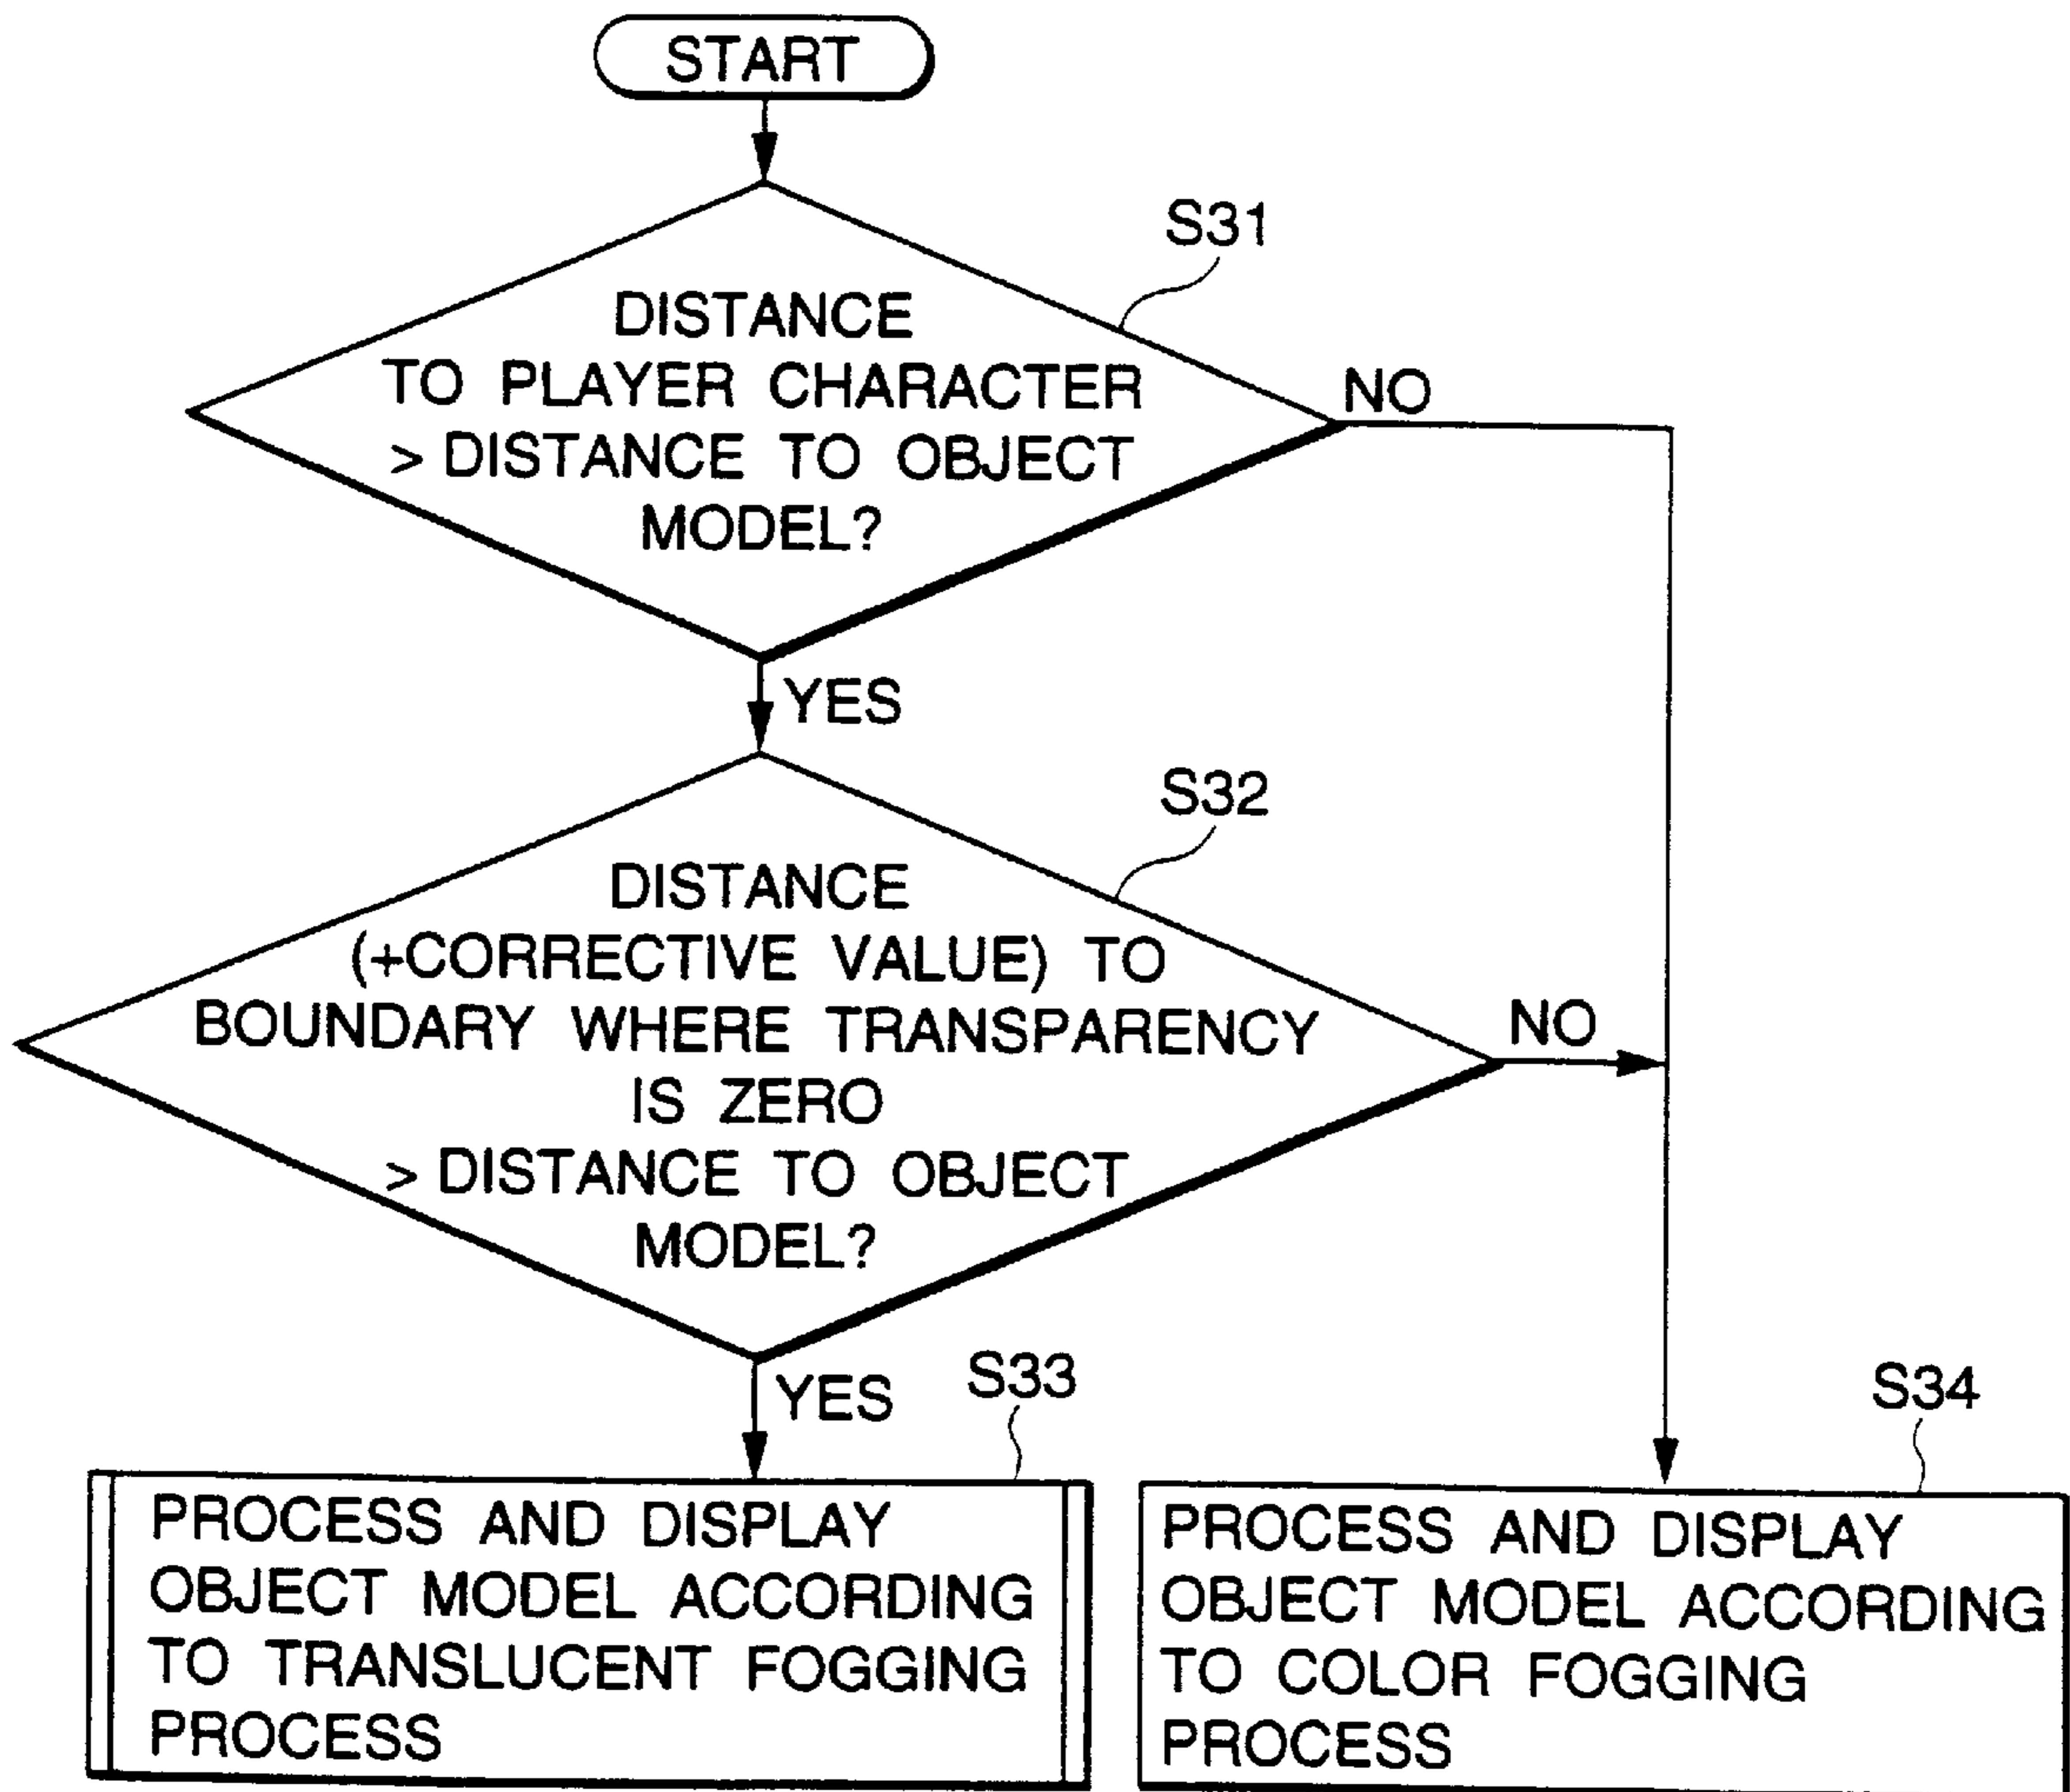 START
S31
DISTANCE
TO PLAYER CHARACTER
> DISTANCE TO OBJECT
MODEL?
NO
YES
S32
DISTANCE
(+CORRECTIVE VALUE) TO
BOUNDARY WHERE TRANSPARENCY
IS ZERO
> DISTANCE TO OBJECT
MODEL?
NO
YES
S33
PROCESS AND DISPLAY
OBJECT MODEL ACCORDING
TO TRANSLUCENT FOGGING
PROCESS
S34
PROCESS AND DISPLAY
OBJECT MODEL ACCORDING
TO COLOR FOGGING
PROCESS